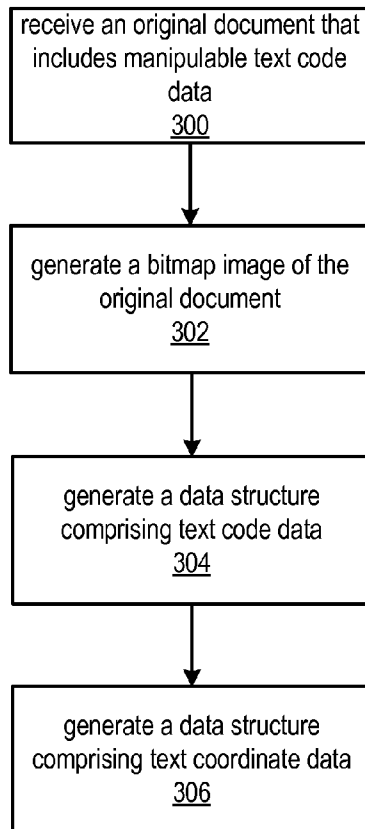 receive an original document that
includes manipulable text code
data
300
generate a bitmap image of the
original document
302
generate a data structure
comprising text code data
304
generate a data structure
comprising text coordinate data
306